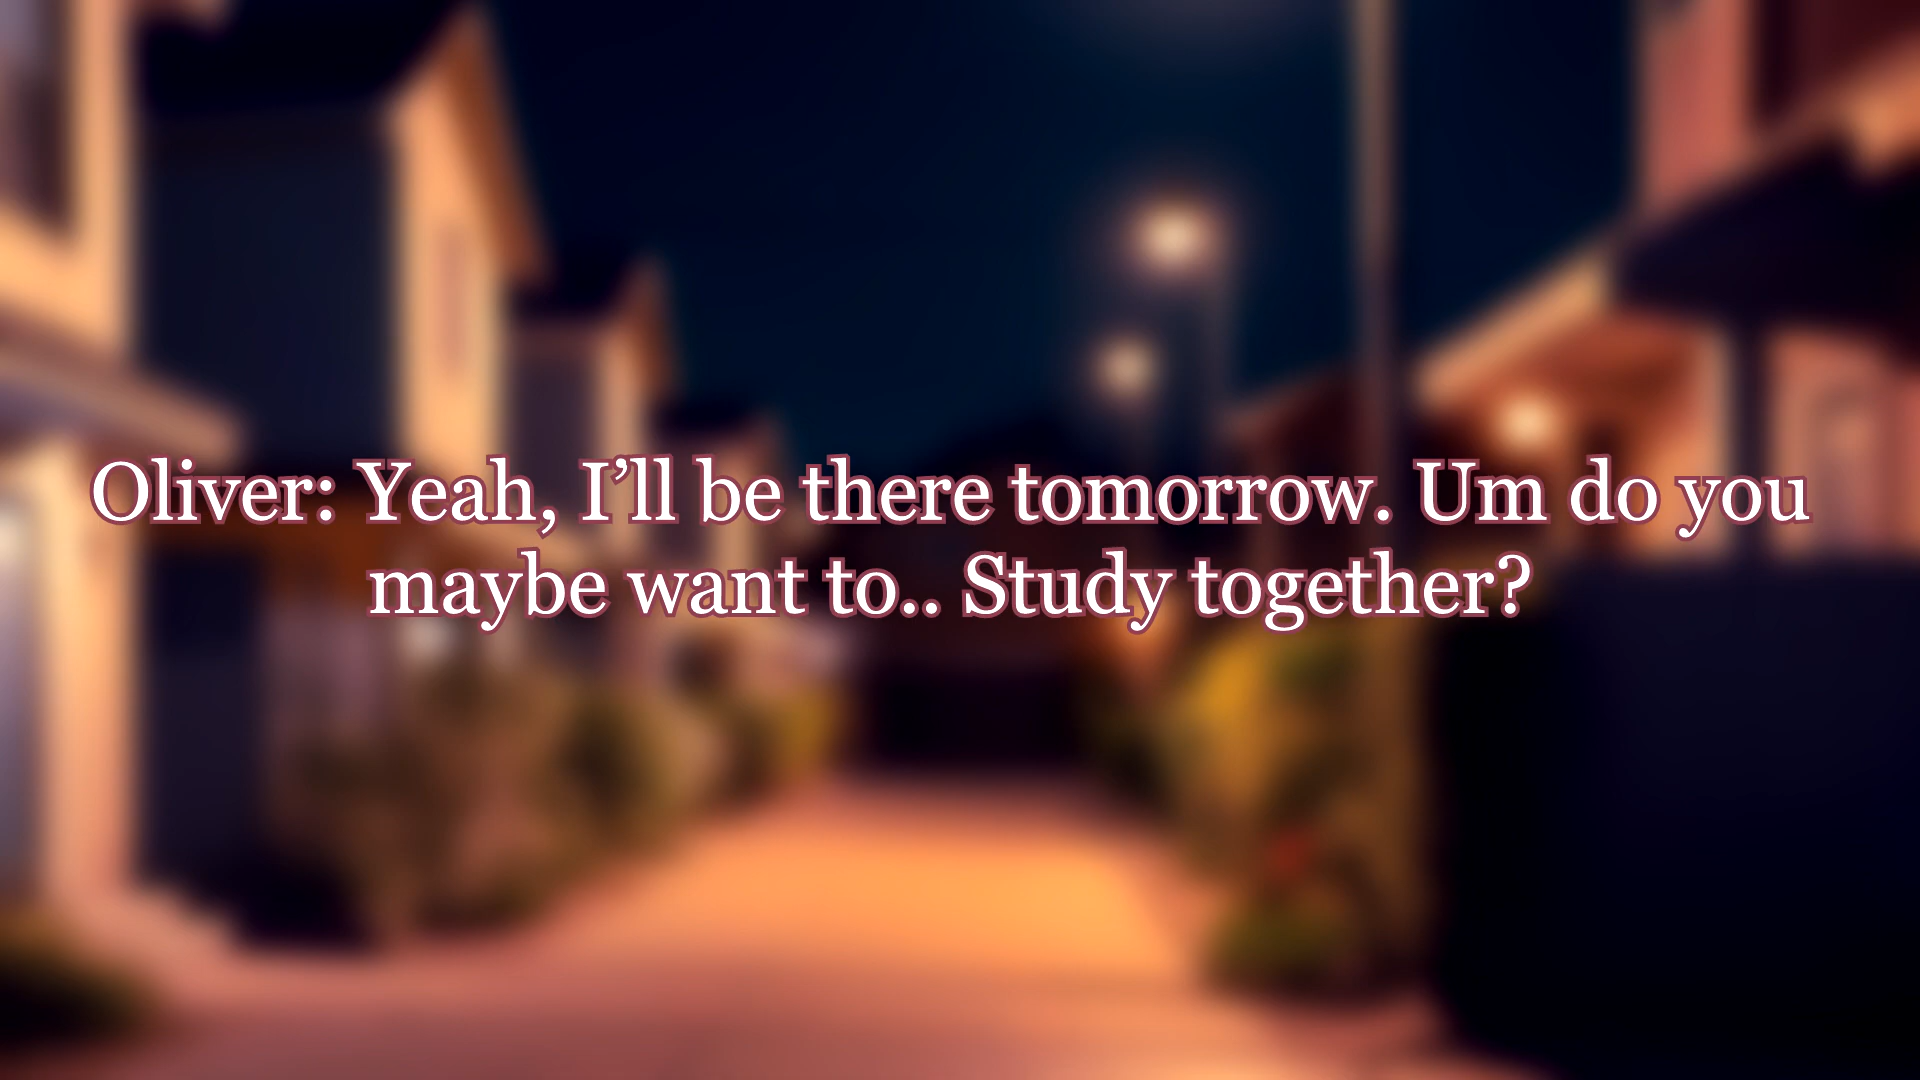 Oliver: Yeah, I’ll be there tomorrow. Um do you
maybe want to.. Study together?